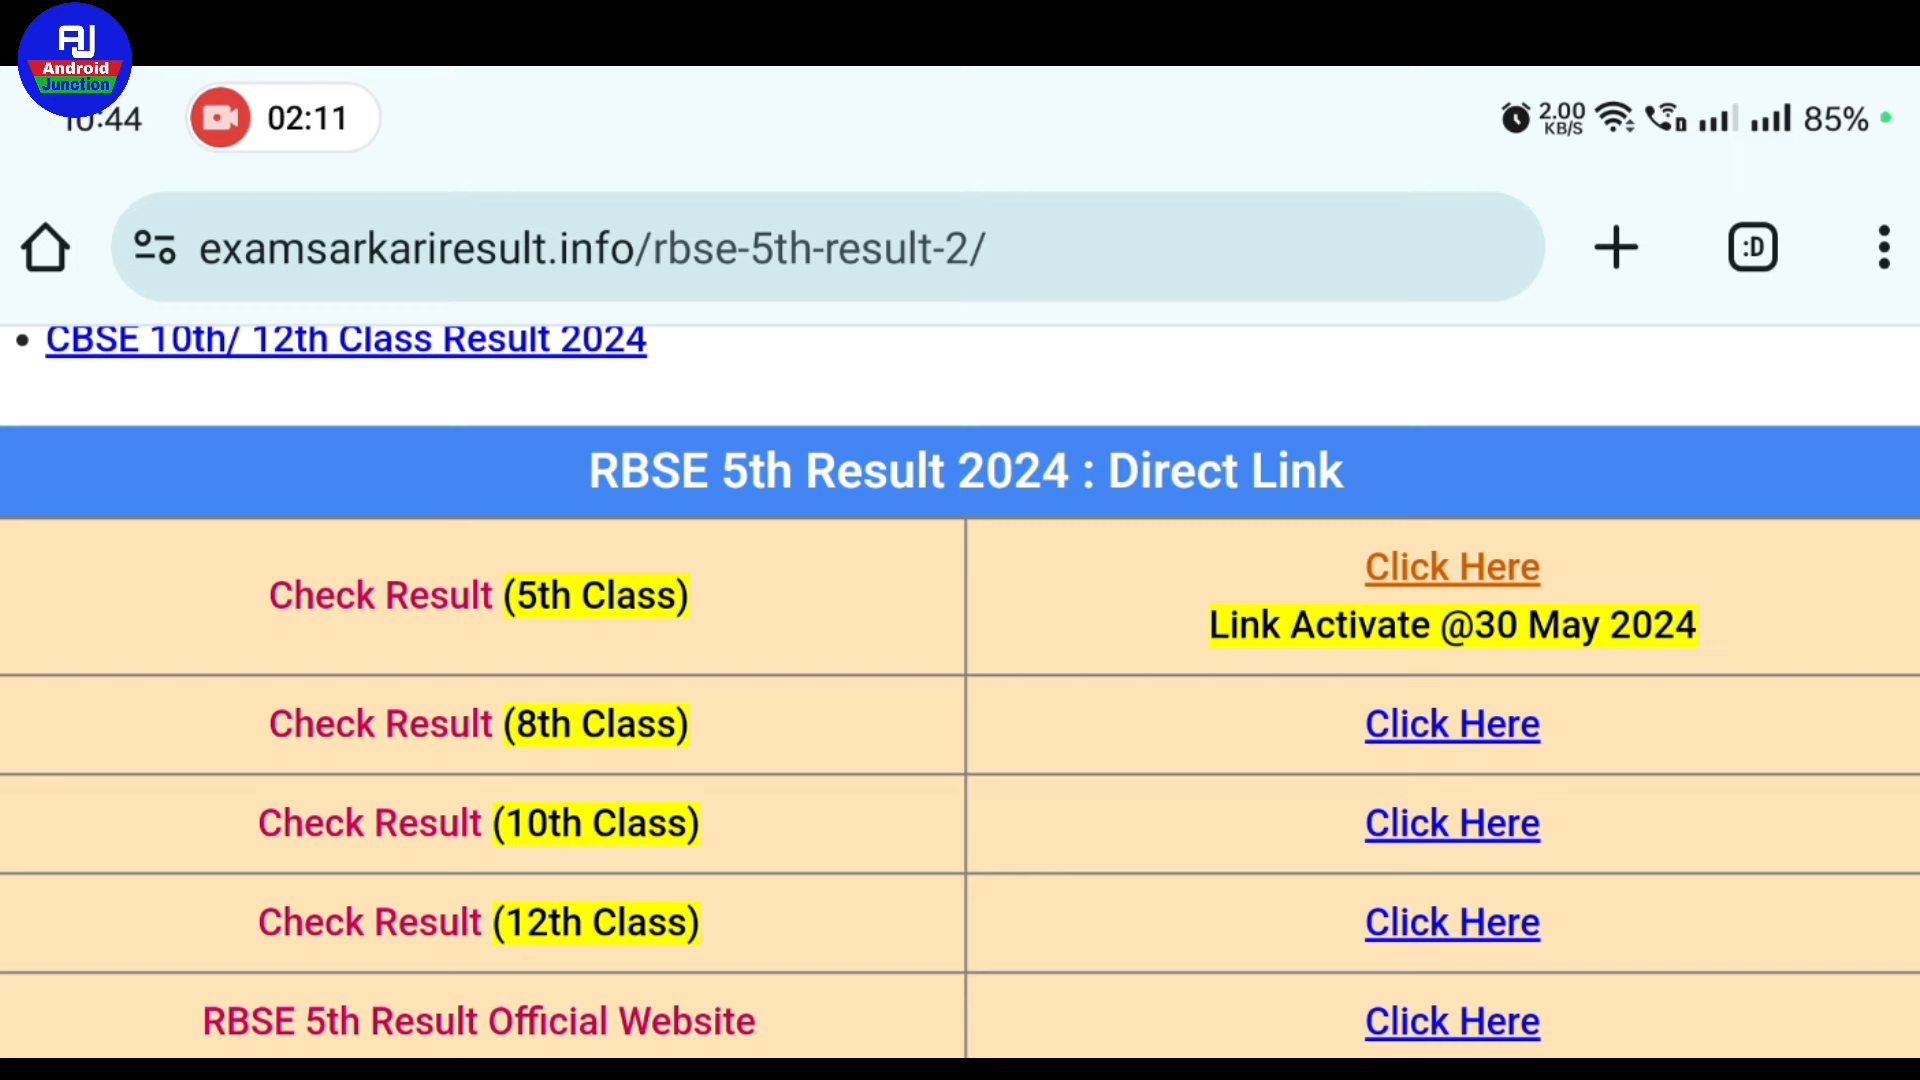 AJ
Android
Junction
10:44
02:11
2.00
KB/S
85%
examsarkariresult.info/rbse-5th-result-2/
:D
• CBSE 10th/ 12th Class Result 2024
RBSE 5th Result 2024 : Direct Link
Check Result (5th Class)
Click Here
Link Activate @30 May 2024
Check Result (8th Class)
Click Here
Check Result (10th Class)
Click Here
Check Result (12th Class)
Click Here
RBSE 5th Result Official Website
Click Here